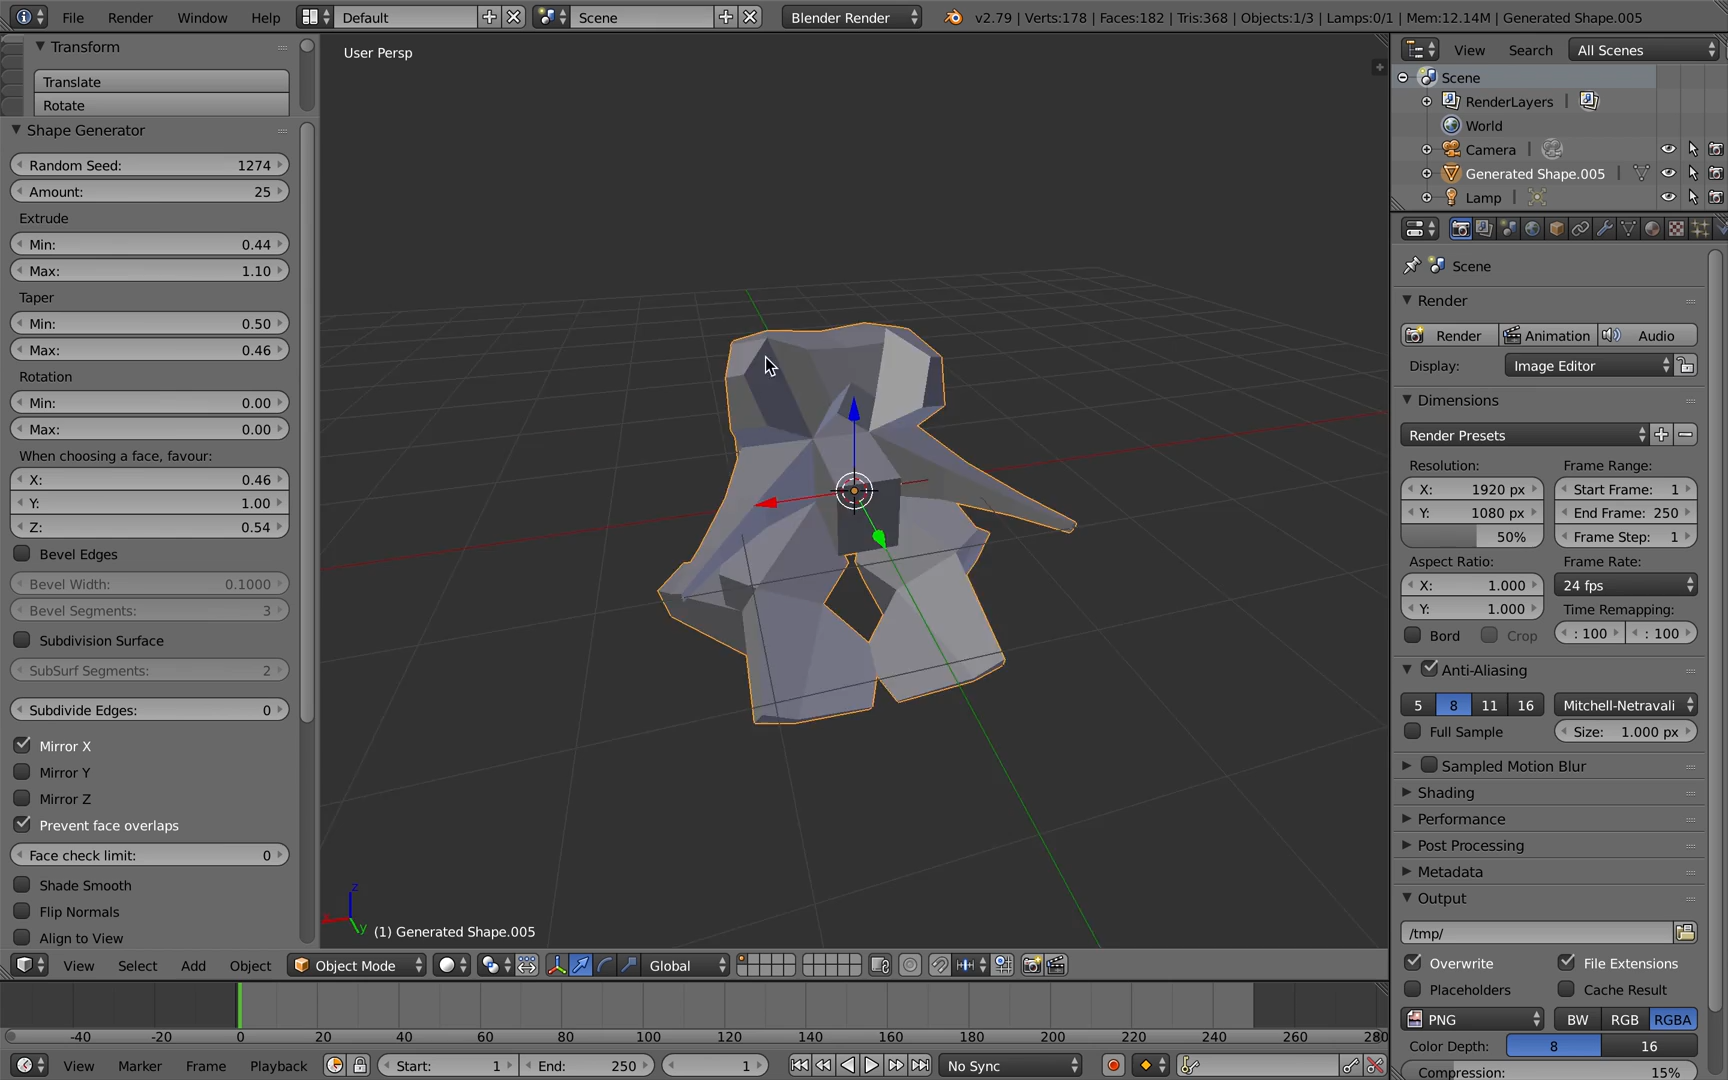 File Render Window Help Default Scene Blender Render v2.79 | Verts:178 | Faces:182 | Tris:368 | Objects:1/3 | Lamps:0/1 | Mem:12.14M | Generated Shape.005
Transform
Translate
Rotate
Shape Generator
Random Seed: 1274
Amount: 25
Extrude
Min: 0.44
Max: 1.10
Taper
Min: 0.50
Max: 0.46
Rotation
Min: 0.00
Max: 0.00
When choosing a face, favour:
X: 0.46
Y: 1.00
Z: 0.54
Bevel Edges
Bevel Width: 0.1000
Bevel Segments: 3
Subdivision Surface
SubSurf Segments: 2
Subdivide Edges: 0
Mirror X
Mirror Y
Mirror Z
Prevent face overlaps
Face check limit: 0
Shade Smooth
Flip Normals
Align to View
User Persp
z
x
y
(1) Generated Shape.005
View Select Add Object Object Mode Global
-40 -20 0 20 40 60 80 100 120 140 160 180 200 220 240 260 280
View Marker Frame Playback Start: 1 End: 250 1 No Sync
View Search All Scenes
Scene
RenderLayers |
World
Camera |
Generated Shape.005 |
Lamp |
Scene
Render
Render Animation Audio
Display: Image Editor
Dimensions
Render Presets
Resolution: Frame Range:
X: 1920 px Start Frame: 1
Y: 1080 px End Frame: 250
50% Frame Step: 1
Aspect Ratio: Frame Rate:
X: 1.000 24 fps
Y: 1.000 Time Remapping:
Bord Crop : 100 : 100
Anti-Aliasing
5 8 11 16 Mitchell-Netravali
Full Sample Size: 1.000 px
Sampled Motion Blur
Shading
Performance
Post Processing
Metadata
Output
/tmp/
Overwrite File Extensions
Placeholders Cache Result
PNG BW RGB RGBA
Color Depth: 8 16
Compression: 15%